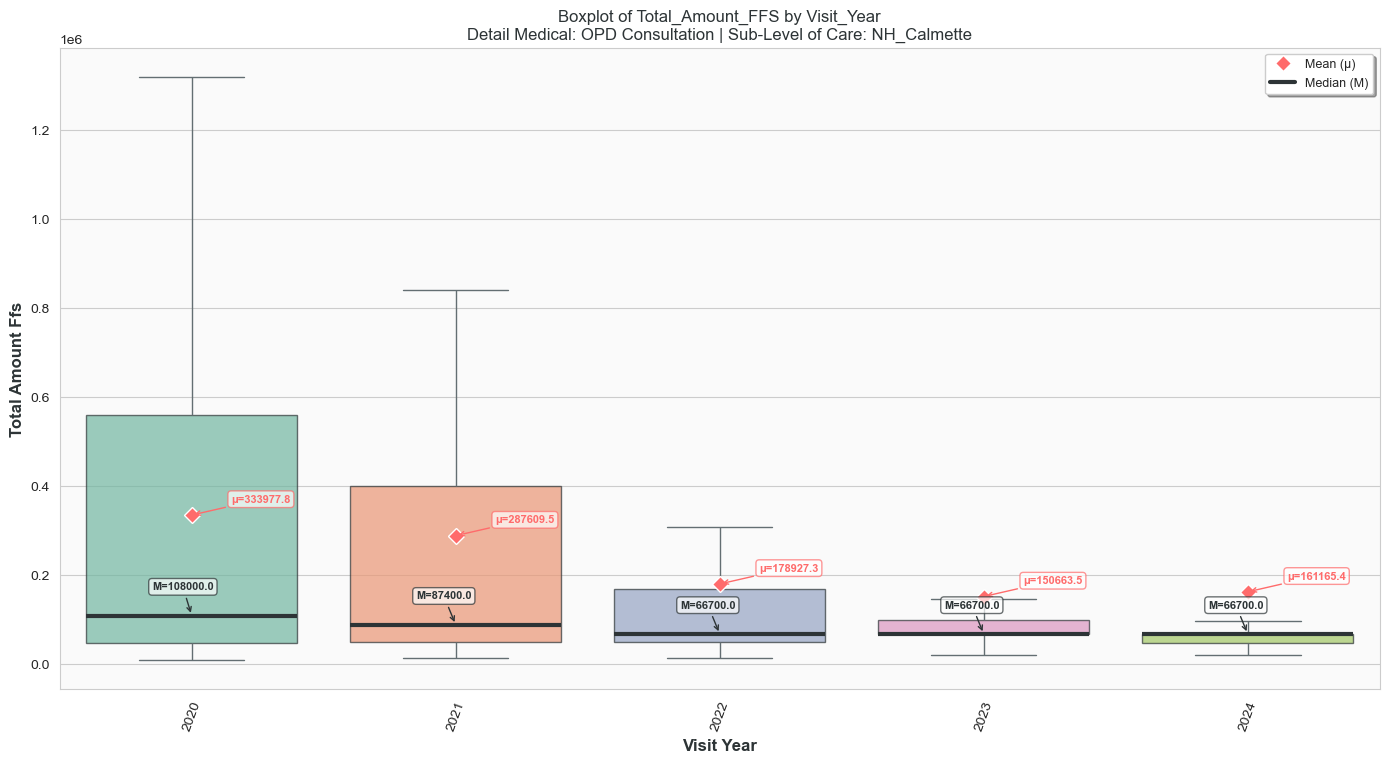 Boxplot of Total_Amount_FFS by Visit_Year
Detail Medical: OPD Consultation | Sub-Level of Care: NH_Calmette
1e6
Mean (μ)
Median (M)
1.2
1.0
0.8
0.6
0.4
0.2
0.0
Total Amount Ffs
μ=333977.8
M=108000.0
μ=287609.5
M=87400.0
μ=178927.3
M=66700.0
μ=150663.5
M=66700.0
μ=161165.4
M=66700.0
2020
2021
2022
2023
2024
Visit Year